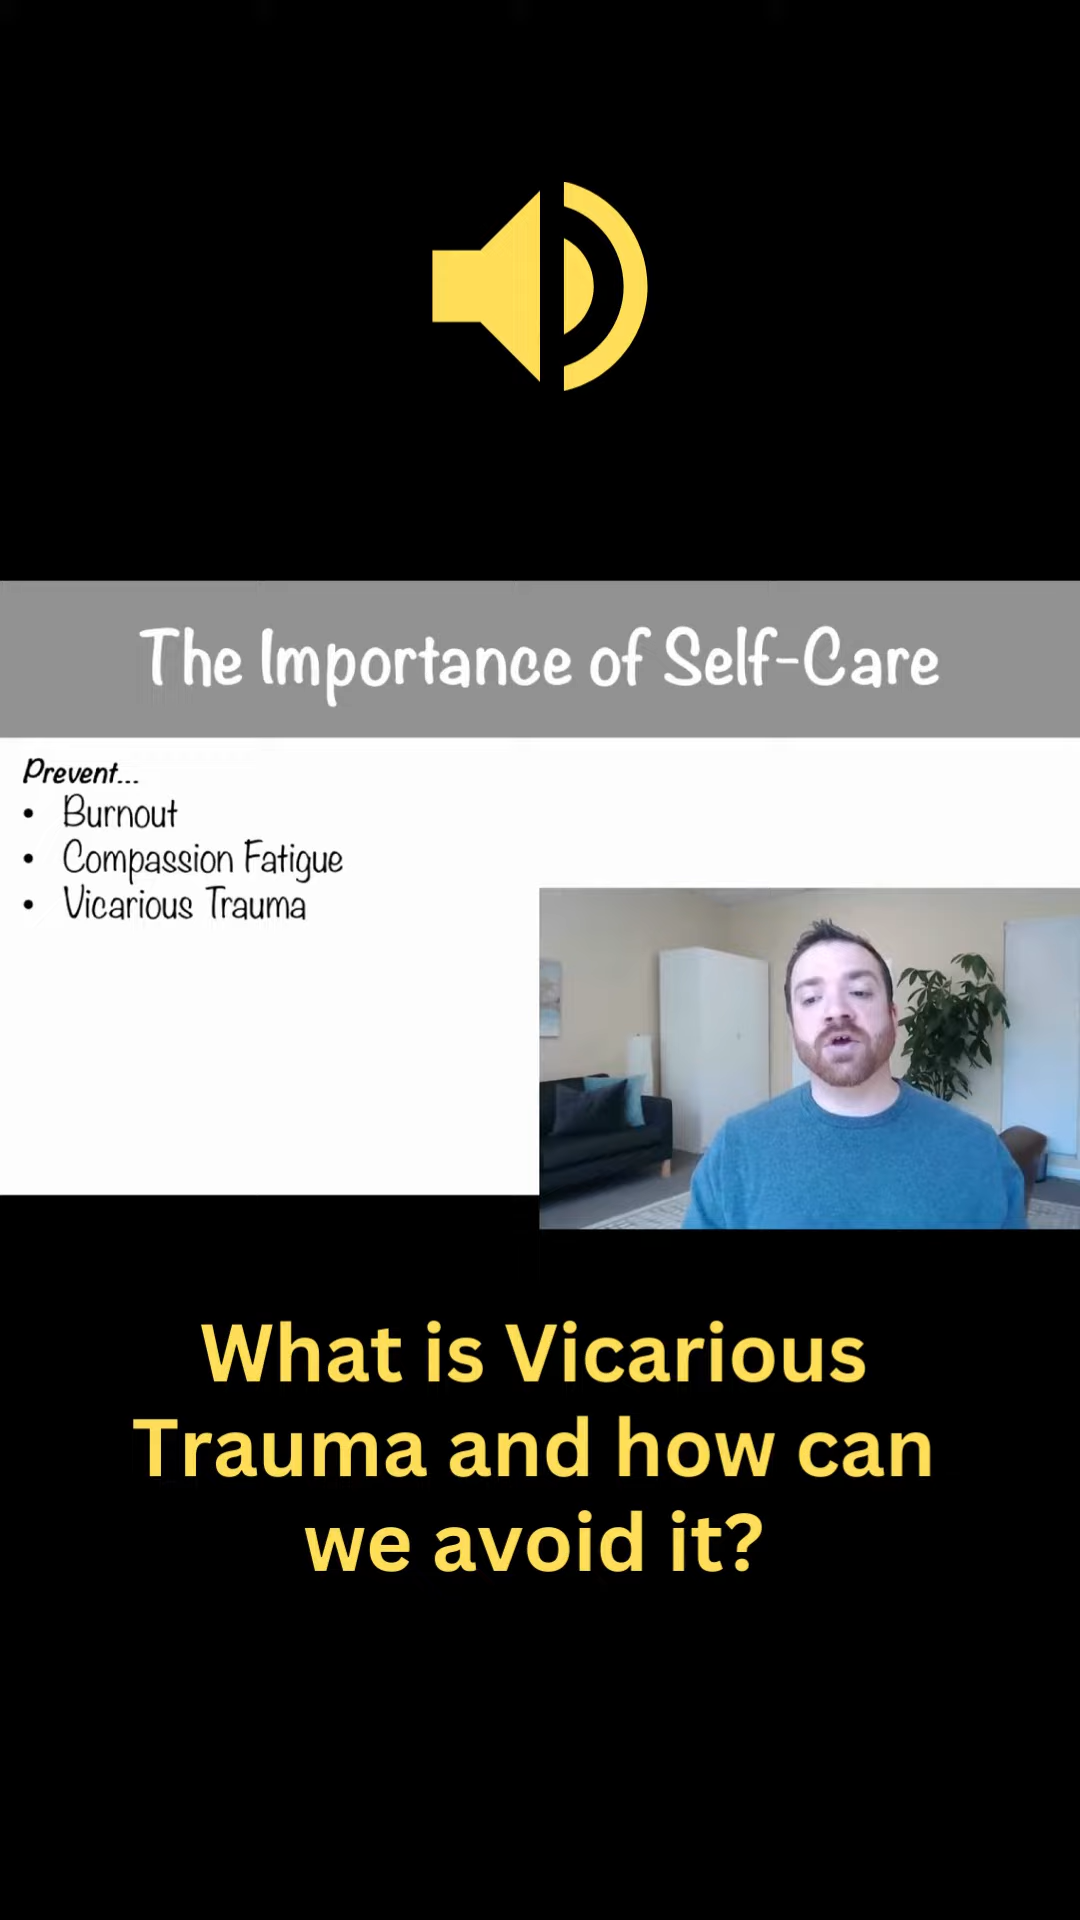 The Importance of Self-Care
Prevent...
• Burnout
• Compassion Fatigue
• Vicarious Trauma
What is Vicarious
Trauma and how can
we avoid it?